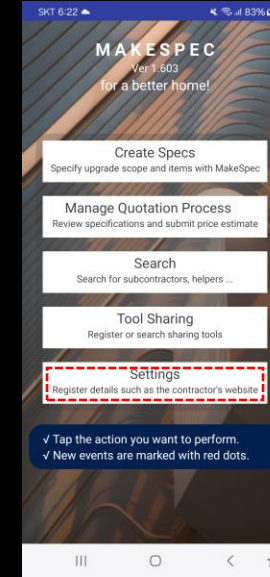 SKT 6:22
83%
MAKESPEC
Ver 1.603
for a better home!
Create Specs
Specify upgrade scope and items with MakeSpec
Manage Quotation Process
Review specifications and submit price estimate
Search
Search for subcontractors, helpers ...
Tool Sharing
Register or search sharing tools
Settings
Register details such as the contractor's website
√ Tap the action you want to perform.
√ New events are marked with red dots.